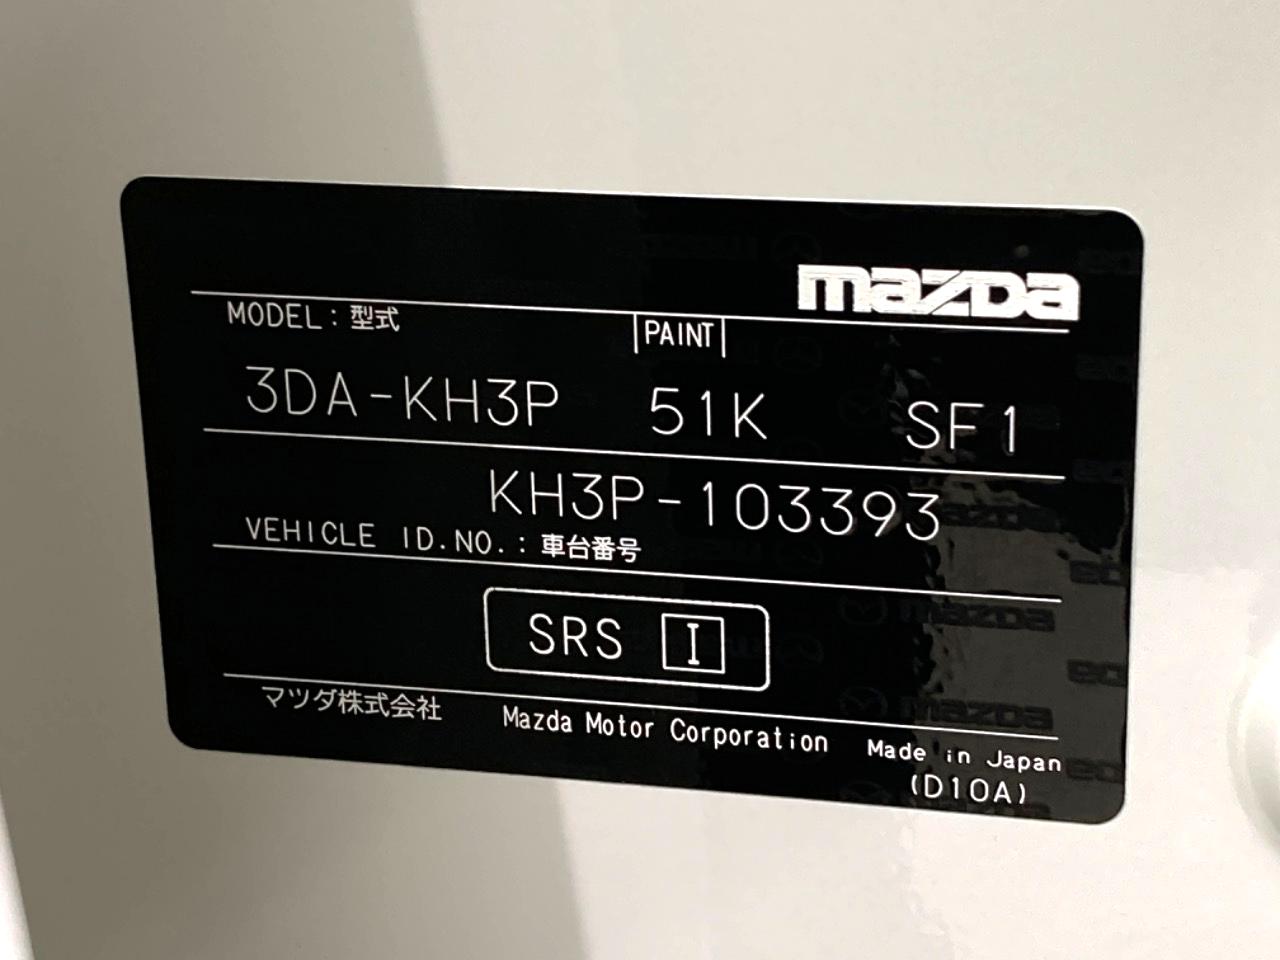 mazda
MODEL:型式 PAINT
3DA-KH3P 51K SF1
KH3P-103393
VEHICLE ID.NO.:車台番号
SRS I
マツダ株式会社 Mazda Motor Corporation Made in Japan
(D10A)